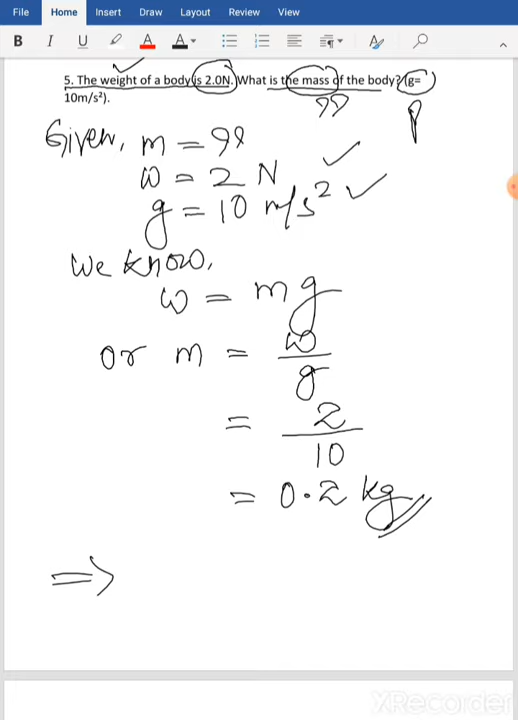 File Home Insert Draw Layout Review View
B I U A A
5. The weight of a body is 2.0N. What is the mass of the body? (g=
10m/s²).
??
Given, m = ??
w = 2 N
g = 10 m/s²
We know,
w = mg
or m = w/g
= 2/10
= 0.2 kg
⇒
XRecorder